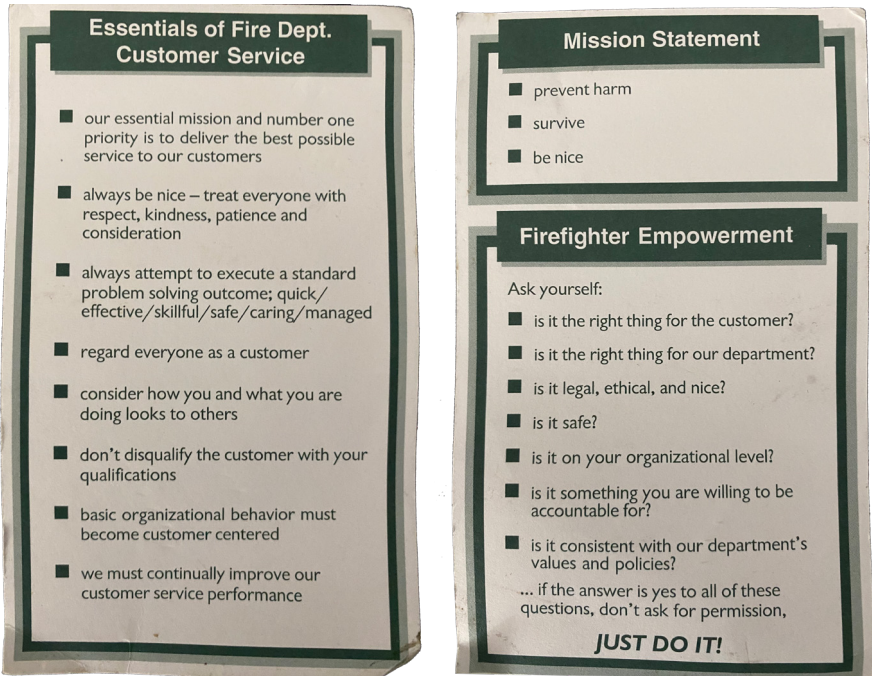 Essentials of Fire Dept.
Customer Service
our essential mission and number one
priority is to deliver the best possible
service to our customers
always be nice – treat everyone with
respect, kindness, patience and
consideration
always attempt to execute a standard
problem solving outcome; quick/
effective/skillful/safe/caring/managed
regard everyone as a customer
consider how you and what you are
doing looks to others
don't disqualify the customer with your
qualifications
basic organizational behavior must
become customer centered
we must continually improve our
customer service performance
Mission Statement
prevent harm
survive
be nice
Firefighter Empowerment
Ask yourself:
is it the right thing for the customer?
is it the right thing for our department?
is it legal, ethical, and nice?
is it safe?
is it on your organizational level?
is it something you are willing to be
accountable for?
is it consistent with our department's
values and policies?
... if the answer is yes to all of these
questions, don't ask for permission,
JUST DO IT!